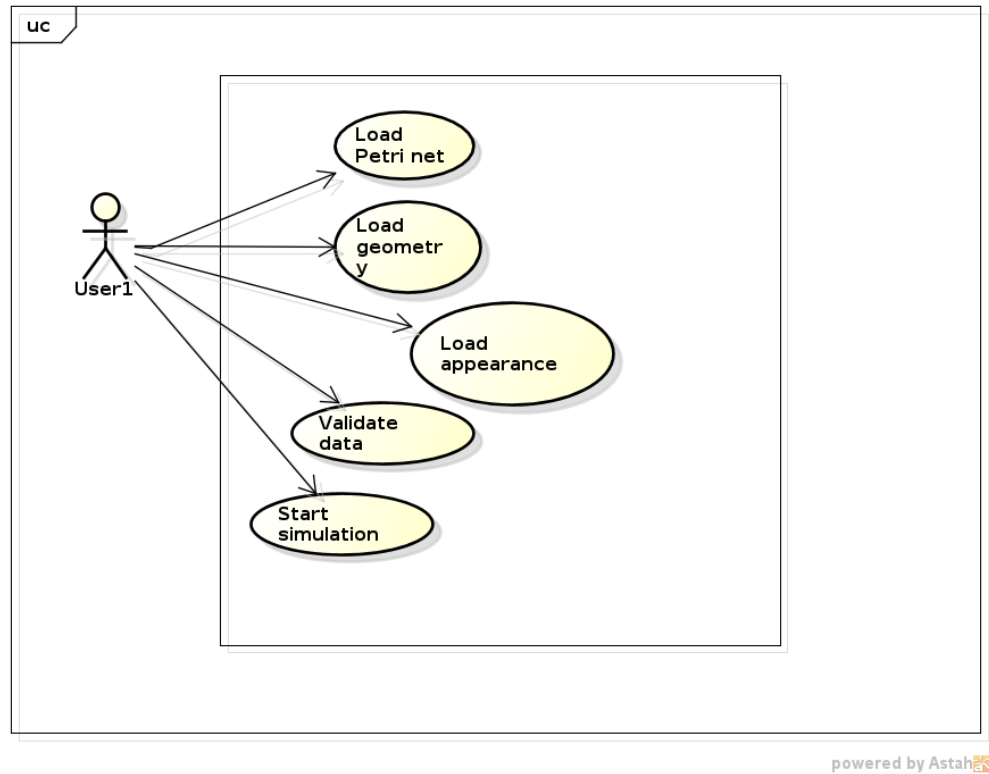 uc
Load
Petri net
Load
geometr
y
User1
Load
appearance
Validate
data
Start
simulation
powered by Astah